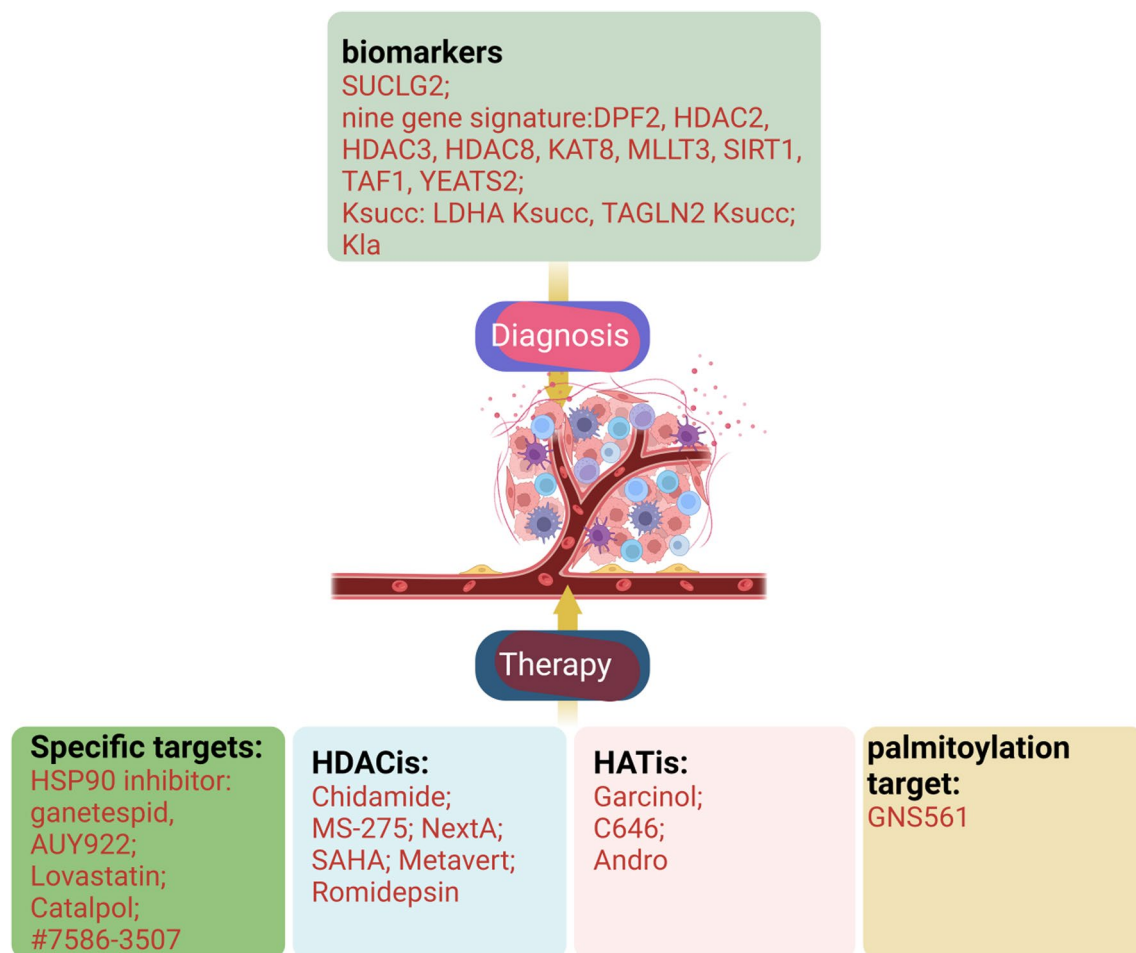 biomarkers
SUCLG2;
nine gene signature:DPF2, HDAC2,
HDAC3, HDAC8, KAT8, MLLT3, SIRT1,
TAF1, YEATS2;
Ksucc: LDHA Ksucc, TAGLN2 Ksucc;
Kla
Diagnosis
Therapy
Specific targets:
HSP90 inhibitor:
ganetespid,
AUY922;
Lovastatin;
Catalpol;
#7586-3507
HDACis:
Chidamide;
MS-275; NextA;
SAHA; Metavert;
Romidepsin
HATis:
Garcinol;
C646;
Andro
palmitoylation
target:
GNS561